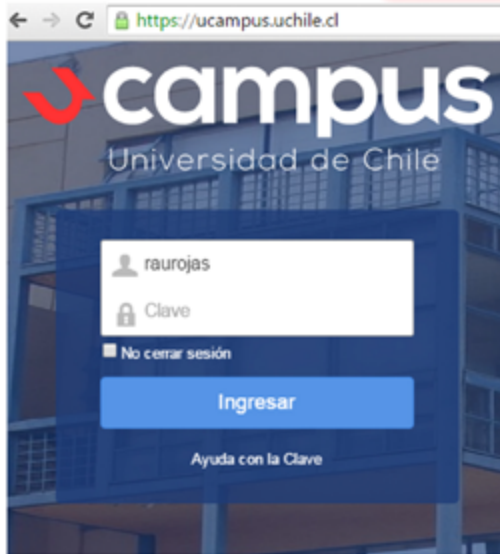 https://ucampus.uchile.cl
ucampus
Universidad de Chile
raurojas
Clave
No cerrar sesión
Ingresar
Ayuda con la Clave